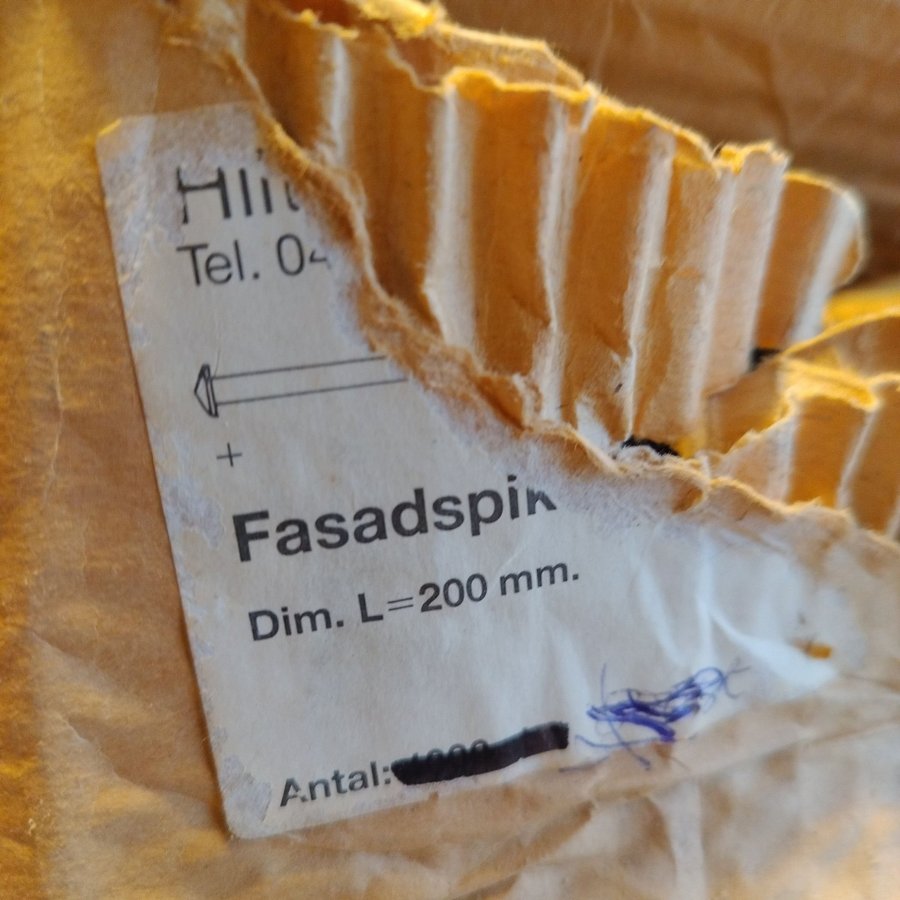 Tel. 04
+
Fasadspik
Dim. L=200 mm.
Antal: